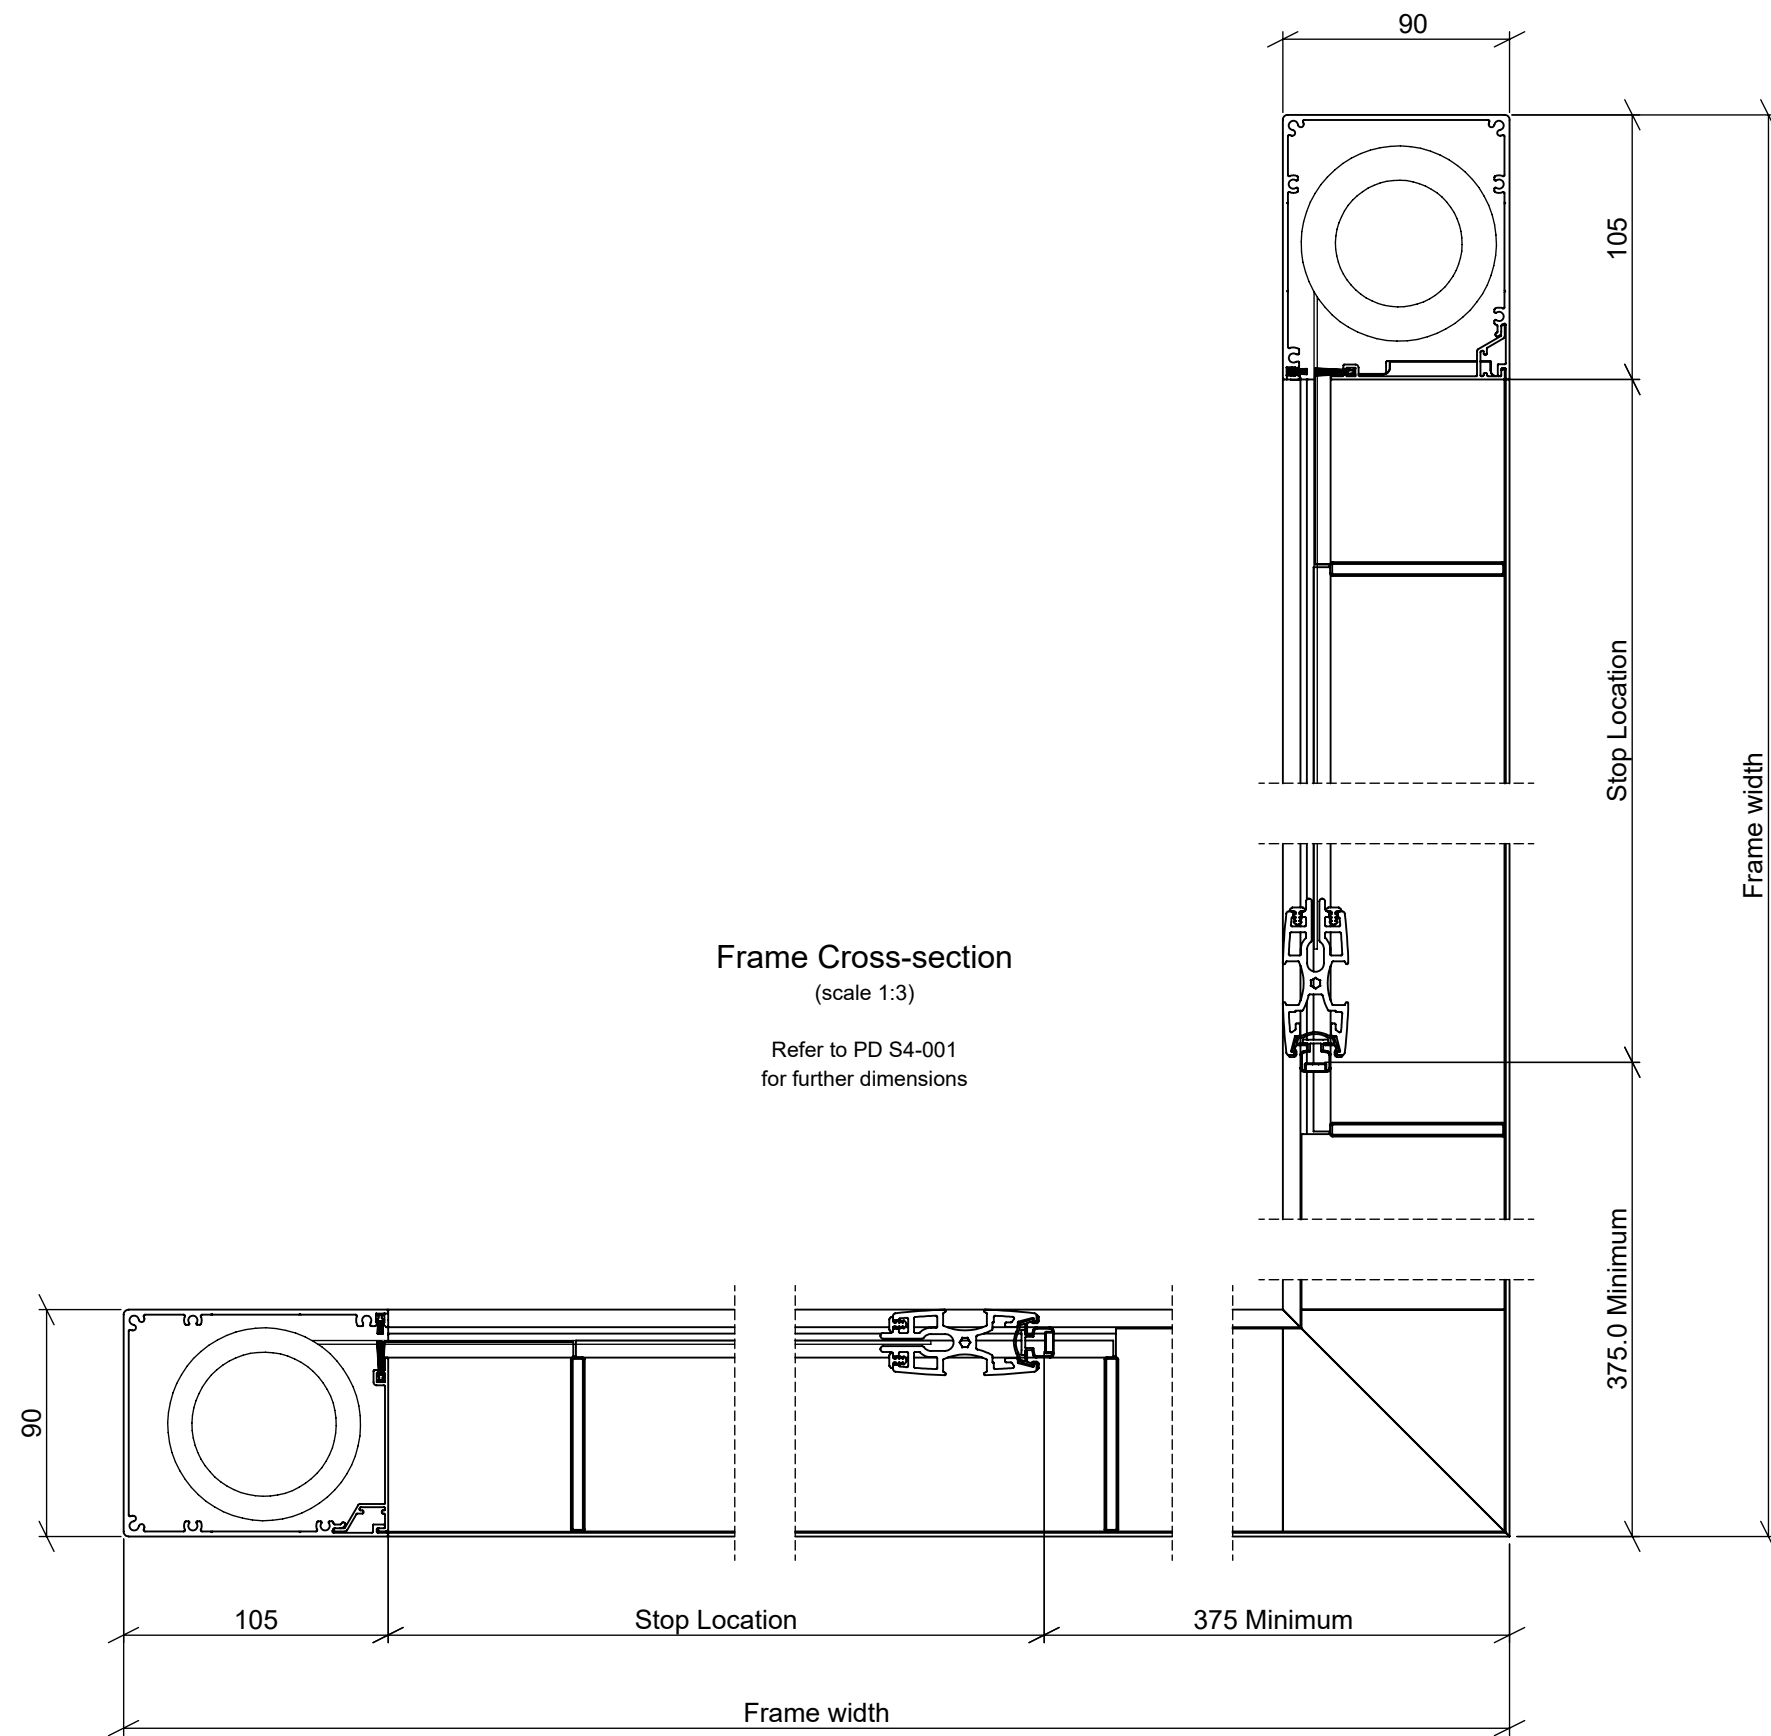 90
105
Stop Location
Frame width
Frame Cross-section
(scale 1:3)
Refer to PD S4-001
for further dimensions
375.0 Minimum
90
105
Stop Location
375 Minimum
Frame width